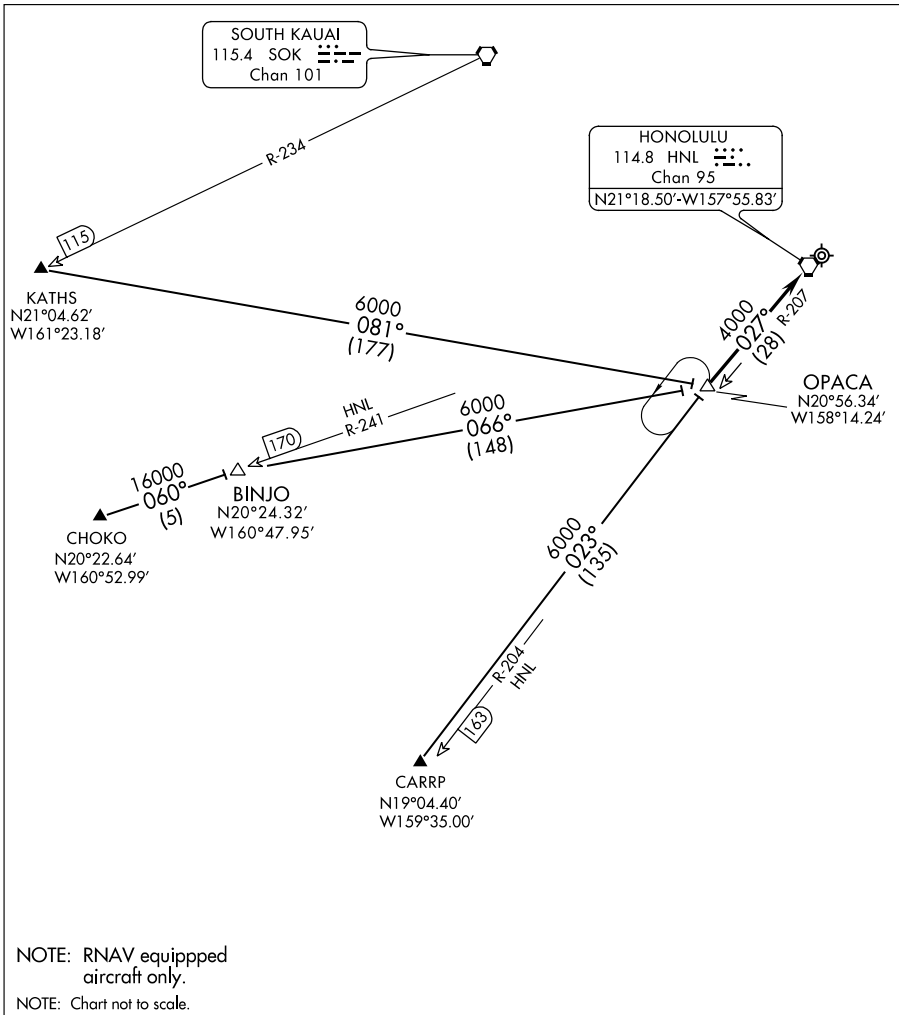 SOUTH KAUAI
115.4 SOK
Chan 101
R-234
HONOLULU
114.8 HNL
Chan 95
N21°18.50'-W157°55.83'
115
KATHS
N21°04.62'
W161°23.18'
6000
081°
(177)
4000
027°
(28)
R-207
OPACA
N20°56.34'
W158°14.24'
HNL
R-241
170
6000
066°
(148)
16000
060°
(5)
BINJO
N20°24.32'
W160°47.95'
CHOKO
N20°22.64'
W160°52.99'
6000
023°
(135)
R-204
HNL
163
CARRP
N19°04.40'
W159°35.00'
NOTE: RNAV equippped
aircraft only.
NOTE: Chart not to scale.